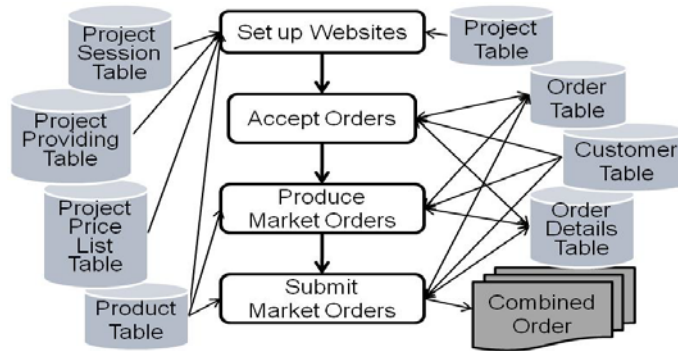 Project
Session
Table
Set up Websites
Project
Table
Project
Providing
Table
Accept Orders
Order
Table
Customer
Table
Project
Price
List
Table
Produce
Market Orders
Order
Details
Table
Product
Table
Submit
Market Orders
Combined
Order